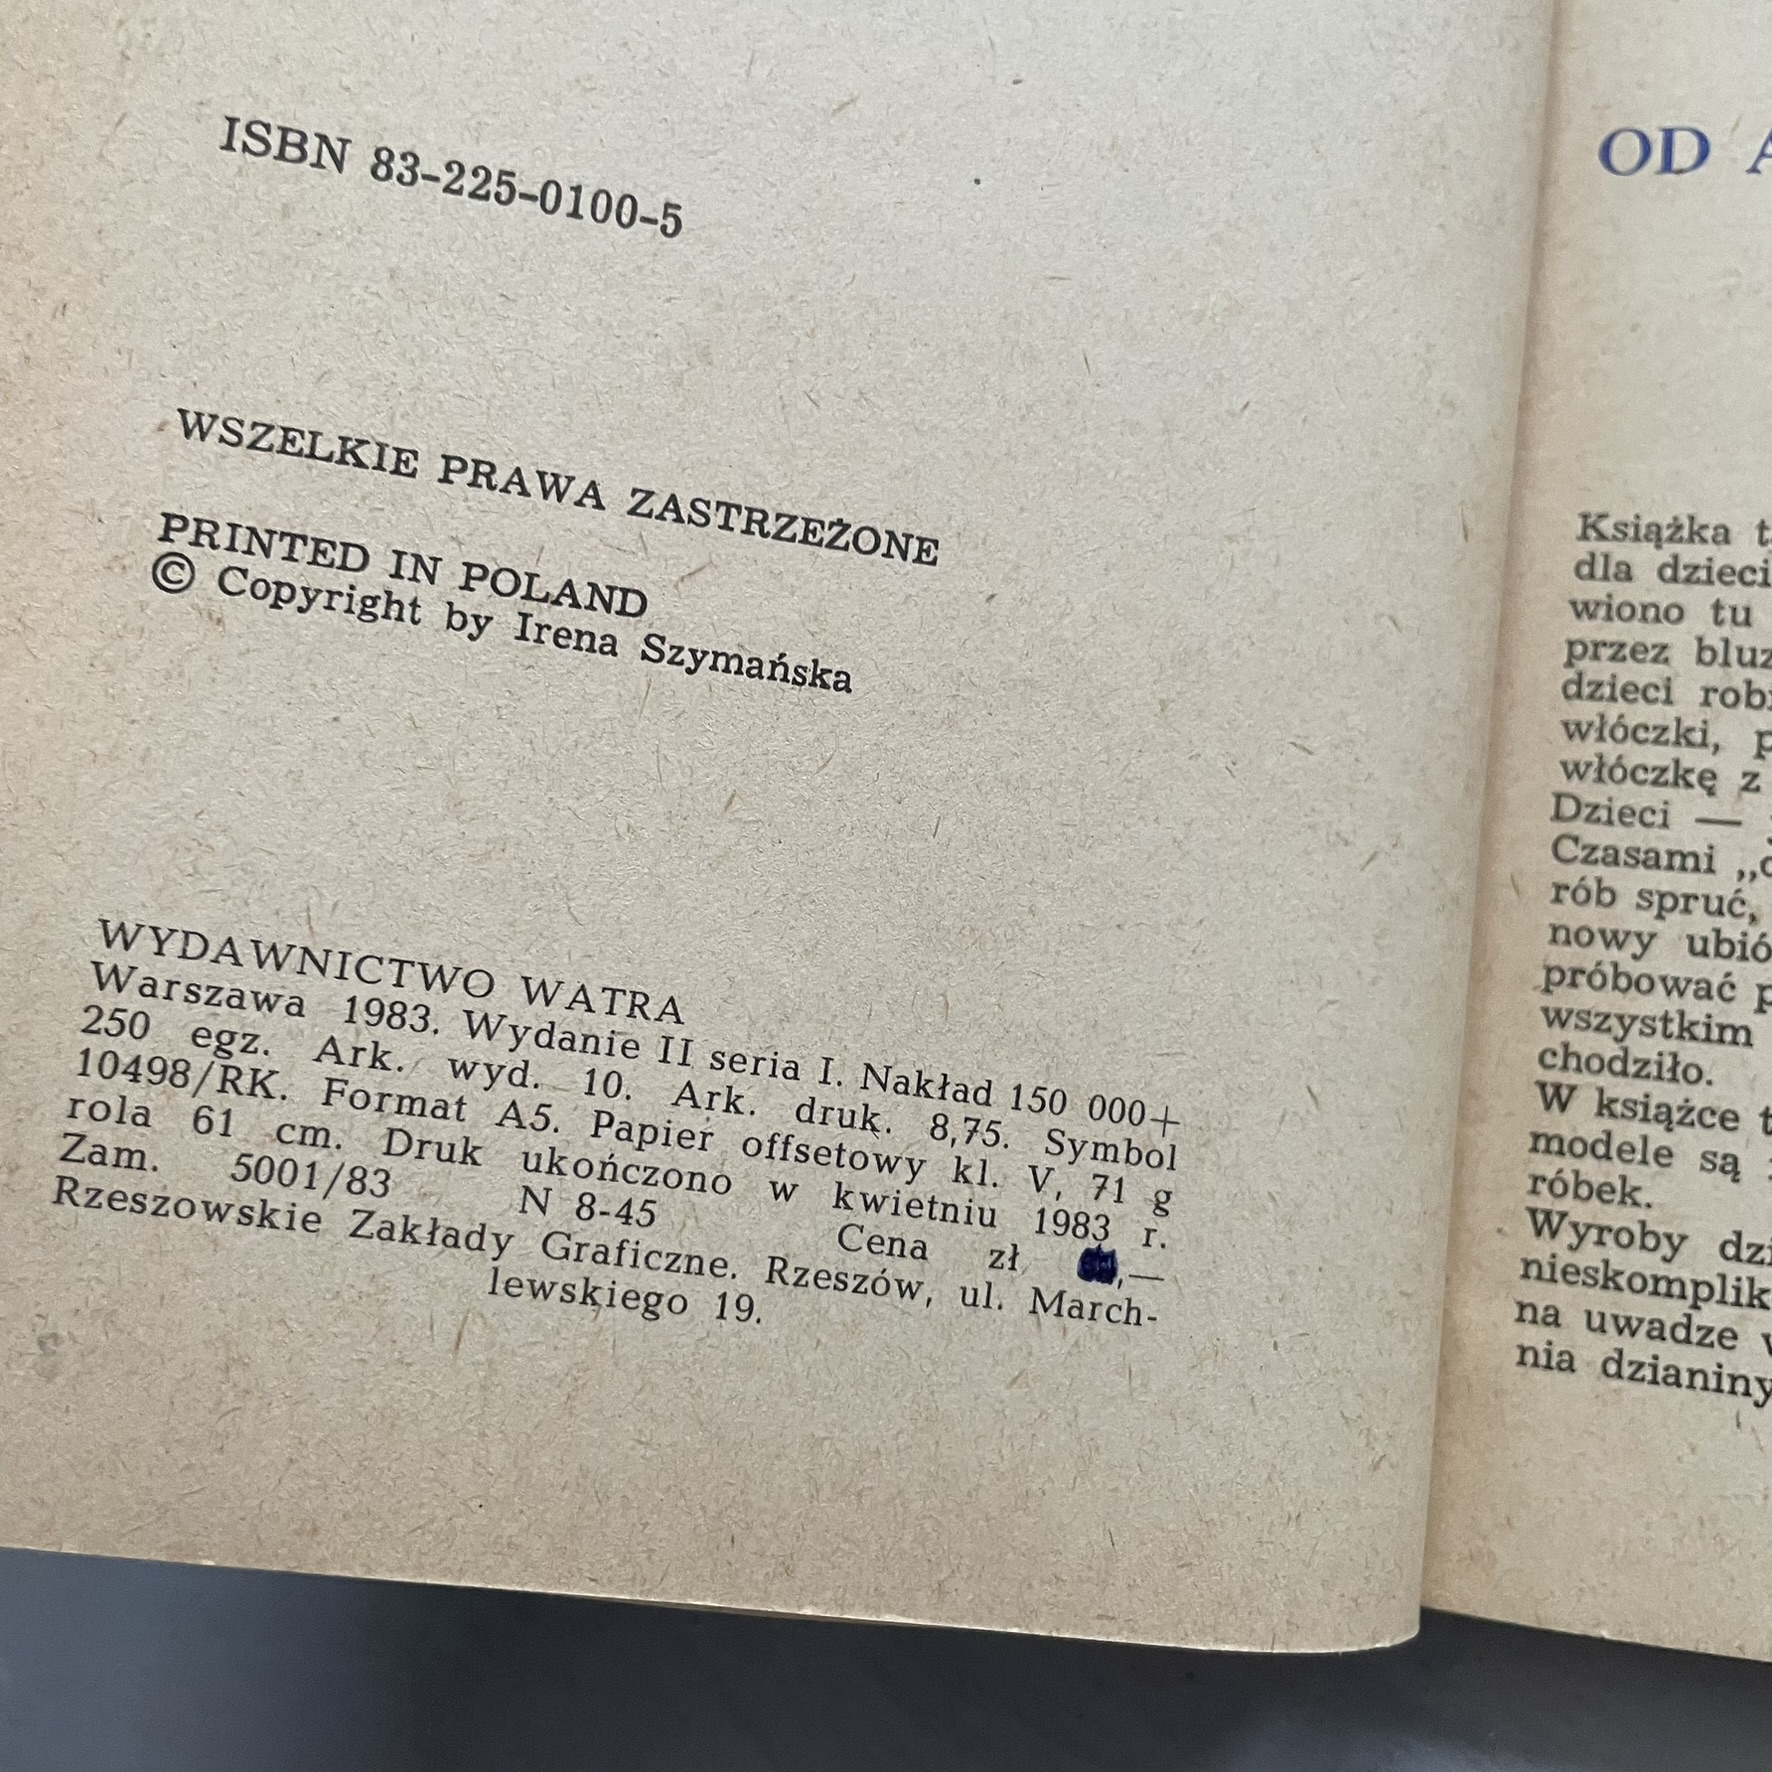 ISBN 83-225-0100-5
WSZELKIE PRAWA ZASTRZEŻONE
PRINTED IN POLAND
© Copyright by Irena Szymańska
WYDAWNICTWO WATRA
Warszawa 1983. Wydanie II seria I. Nakład 150 000+
250 egz. Ark. wyd. 10. Ark. druk. 8,75. Symbol
10498/RK. Format A5. Papier offsetowy kl. V, 71 g
rola 61 cm. Druk ukończono w kwietniu 1983 r.
Zam. 5001/83 N 8-45 Cena zł ,—
Rzeszowskie Zakłady Graficzne. Rzeszów, ul. March-
lewskiego 19.
OD
Książka
dla dzieci
wiono tu
przez
dzieci
włóczki,
włóczkę z
Dzieci —
Czasami
rób spruć,
nowy
próbować
wszystkim
chodziło.
W książce
modele są
róbek.
Wyroby
na uwadze
nia dzianiny